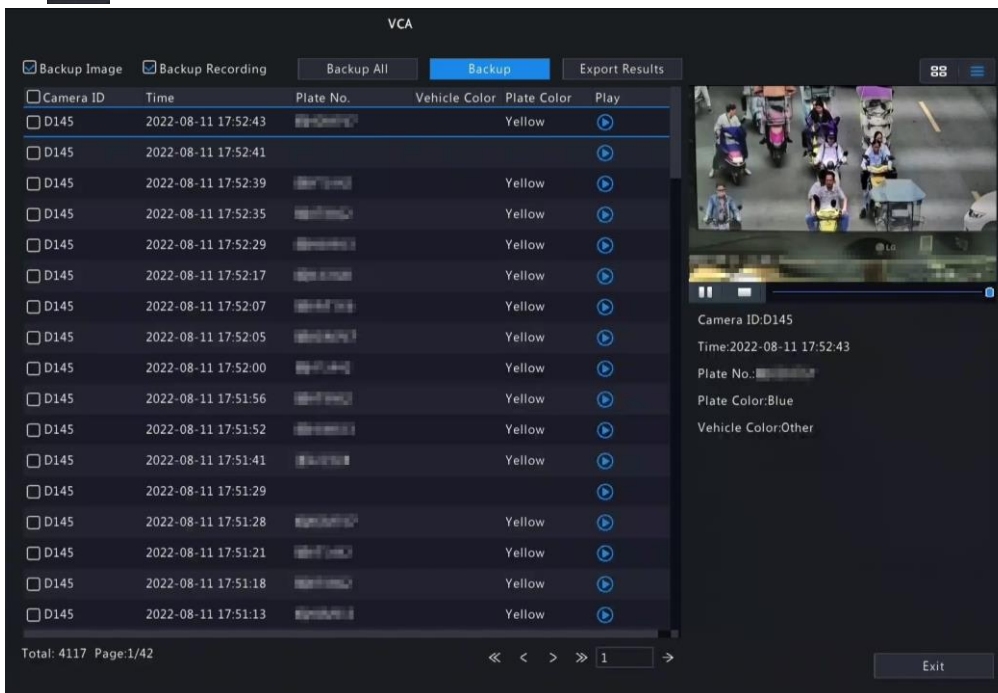 VCA
Backup Image Backup Recording Backup All Backup Export Results
Camera ID Time Plate No. Vehicle Color Plate Color Play
D145 2022-08-11 17:52:43 Yellow
D145 2022-08-11 17:52:41
D145 2022-08-11 17:52:39 Yellow
D145 2022-08-11 17:52:35 Yellow
D145 2022-08-11 17:52:29 Yellow
D145 2022-08-11 17:52:17 Yellow
D145 2022-08-11 17:52:07 Yellow
D145 2022-08-11 17:52:05 Yellow
D145 2022-08-11 17:52:00 Yellow
D145 2022-08-11 17:51:56 Yellow
D145 2022-08-11 17:51:52 Yellow
D145 2022-08-11 17:51:41 Yellow
D145 2022-08-11 17:51:29
D145 2022-08-11 17:51:28 Yellow
D145 2022-08-11 17:51:21 Yellow
D145 2022-08-11 17:51:18 Yellow
D145 2022-08-11 17:51:13 Yellow
Total: 4117 Page:1/42
1
LG
Camera ID:D145
Time:2022-08-11 17:52:43
Plate No.:
Plate Color:Blue
Vehicle Color:Other
Exit